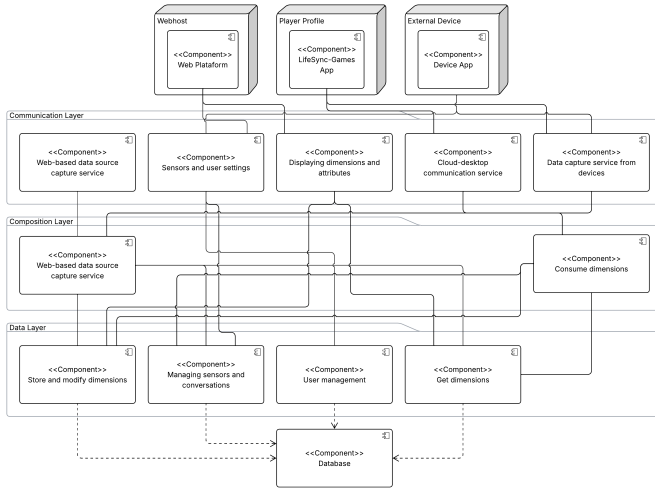 Webhost
Player Profile
External Device
<<Component>>
Web Plataform
<<Component>>
LifeSync-Games
App
<<Component>>
Device App
Communication Layer
<<Component>>
Web-based data source
capture service
<<Component>>
Sensors and user settings
<<Component>>
Displaying dimensions and
attributes
<<Component>>
Cloud-desktop
communication service
<<Component>>
Data capture service from
devices
Composition Layer
<<Component>>
Web-based data source
capture service
<<Component>>
Consume dimensions
Data Layer
<<Component>>
Store and modify dimensions
<<Component>>
Managing sensors and
conversations
<<Component>>
User management
<<Component>>
Get dimensions
<<Component>>
Database